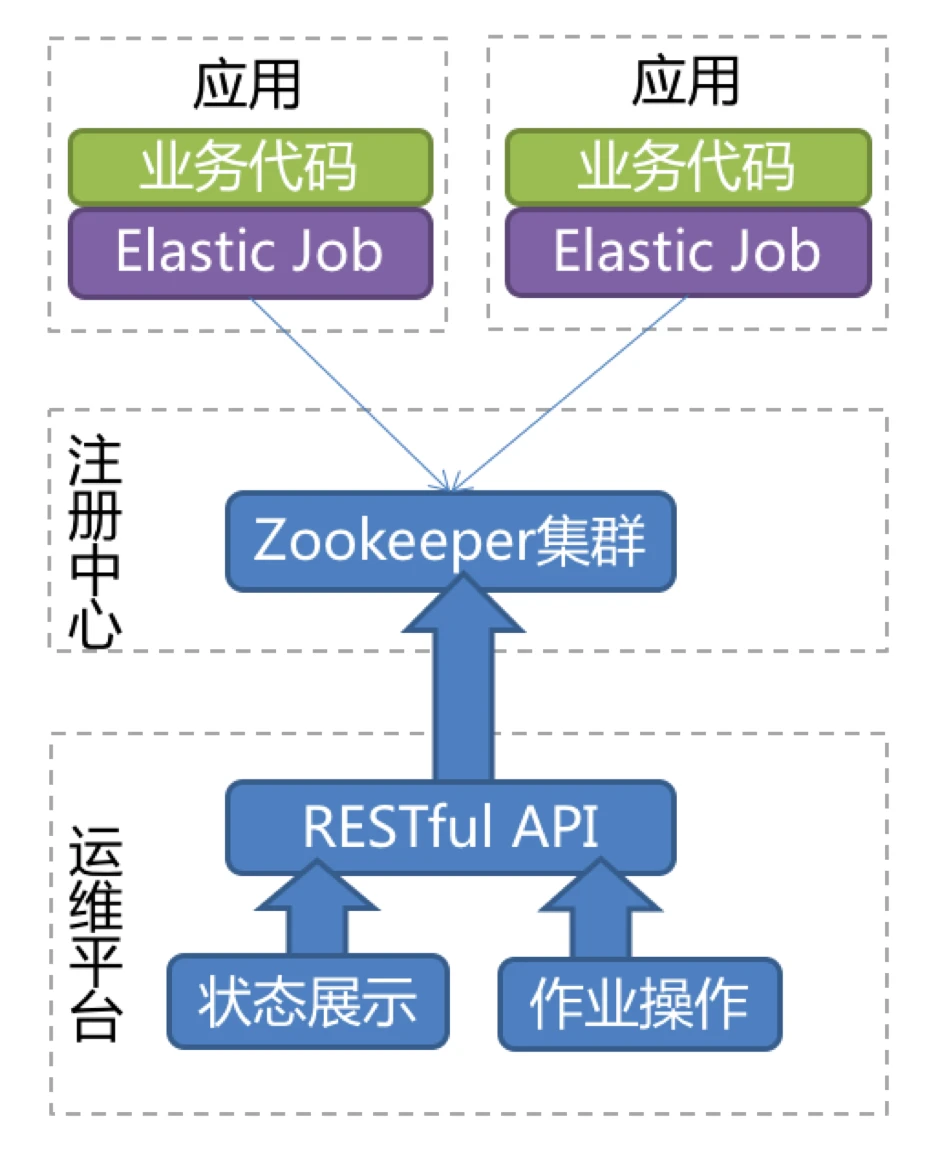 应用
业务代码
Elastic Job
应用
业务代码
Elastic Job
注册中心
Zookeeper集群
运维平台
RESTful API
状态展示
作业操作